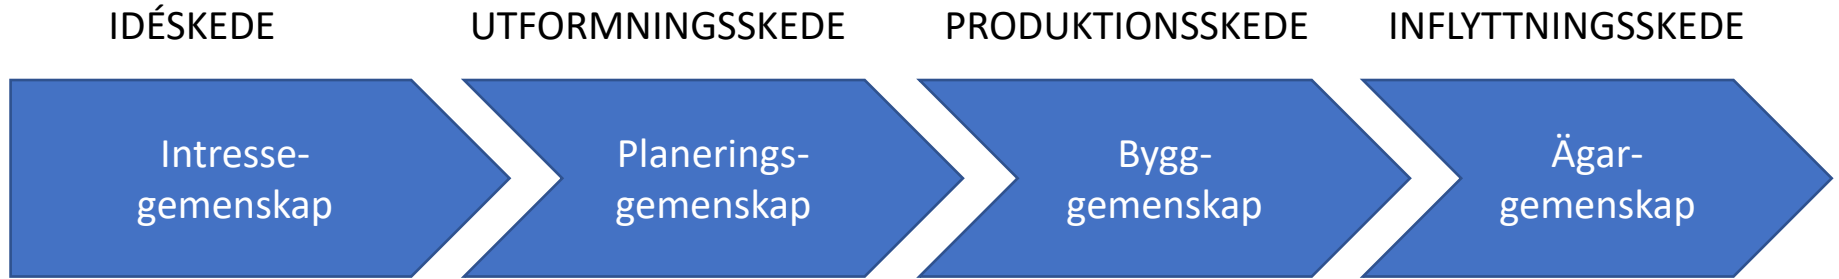 IDÉSKEDE
UTFORMNINGSSKEDE
PRODUKTIONSSKEDE
INFLYTTNINGSSKEDE
Intresse-
gemenskap
Planerings-
gemenskap
Bygg-
gemenskap
Ägar-
gemenskap